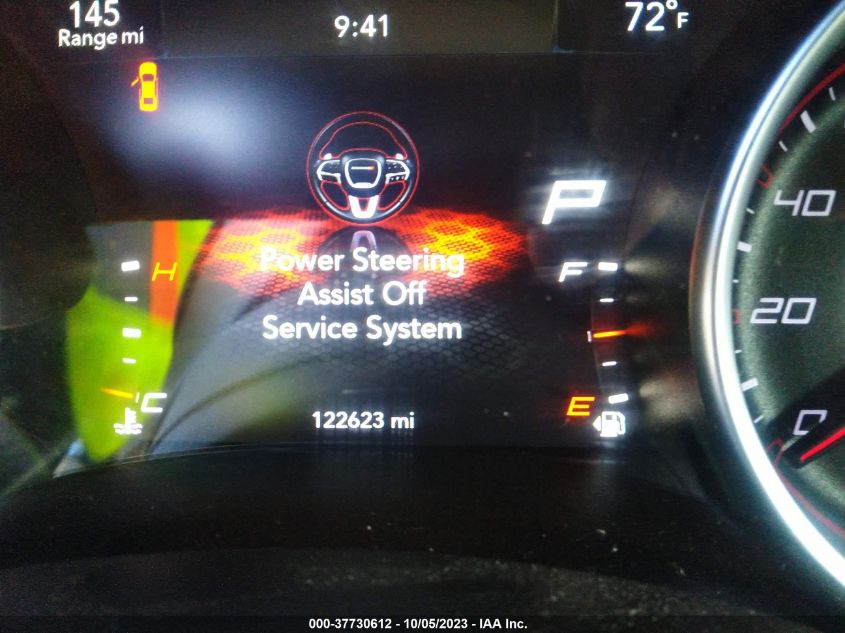 145
9:41
72°F
Range mi
P
Power Steering
H
F
Assist Off
Service System
C
E
122623 mi
40
20
0
000-37730612 - 10/05/2023 - IAA Inc.